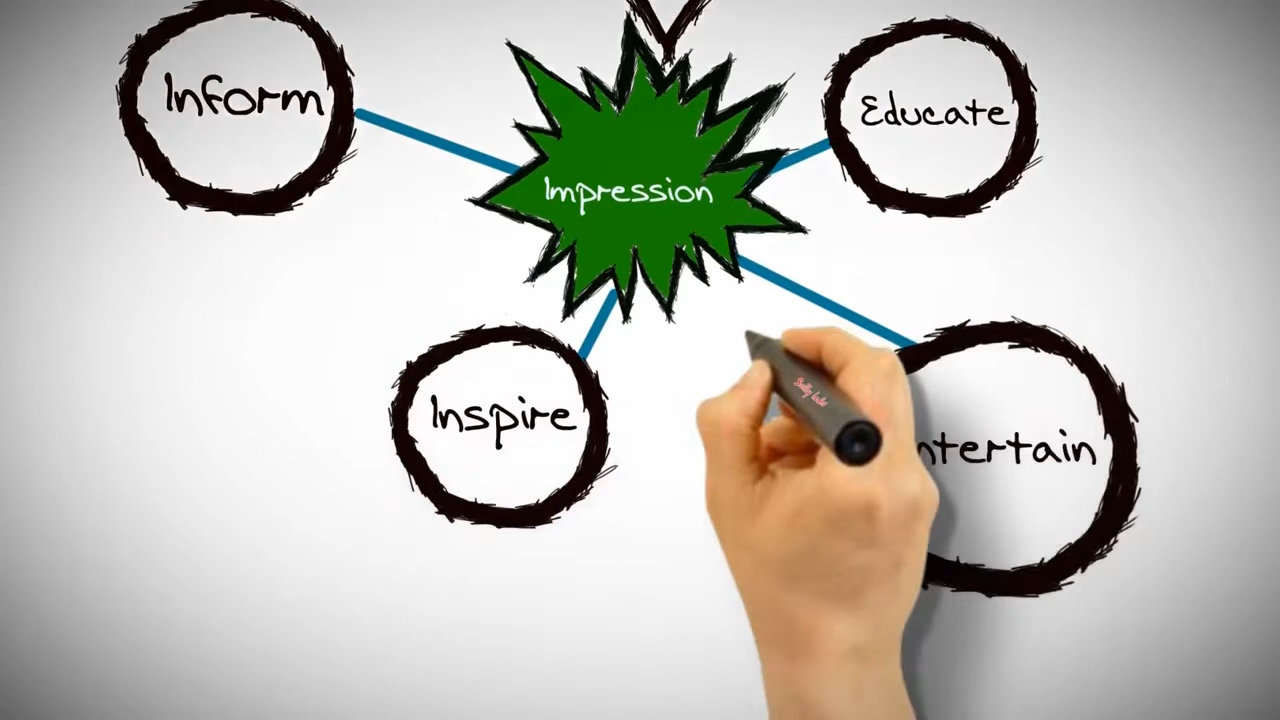 Inform
Educate
Impression
Inspire
ntertain